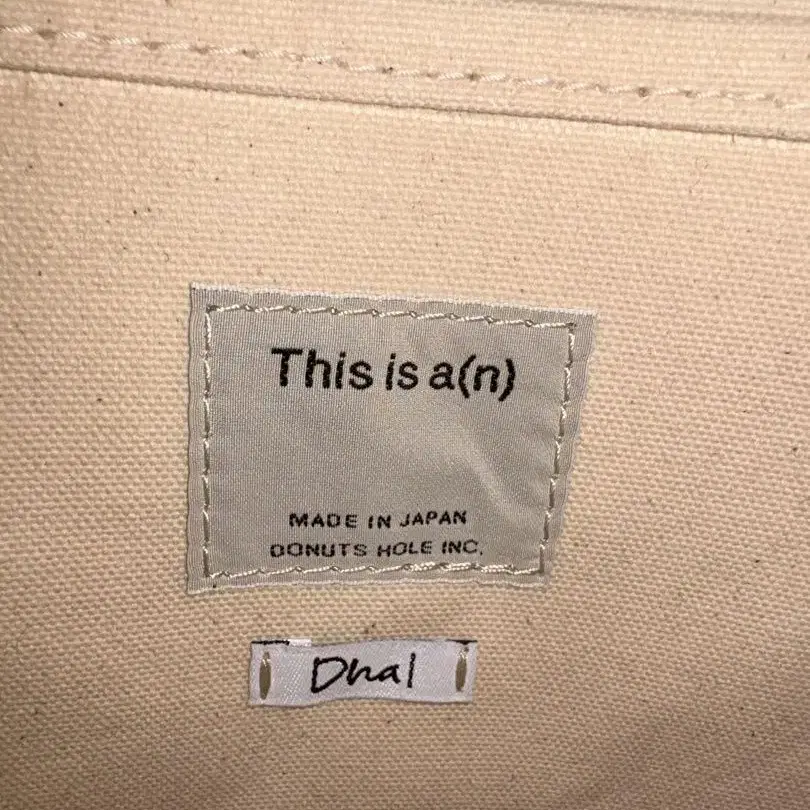 This is a(n)
MADE IN JAPAN
DONUTS HOLE INC.
Dhal